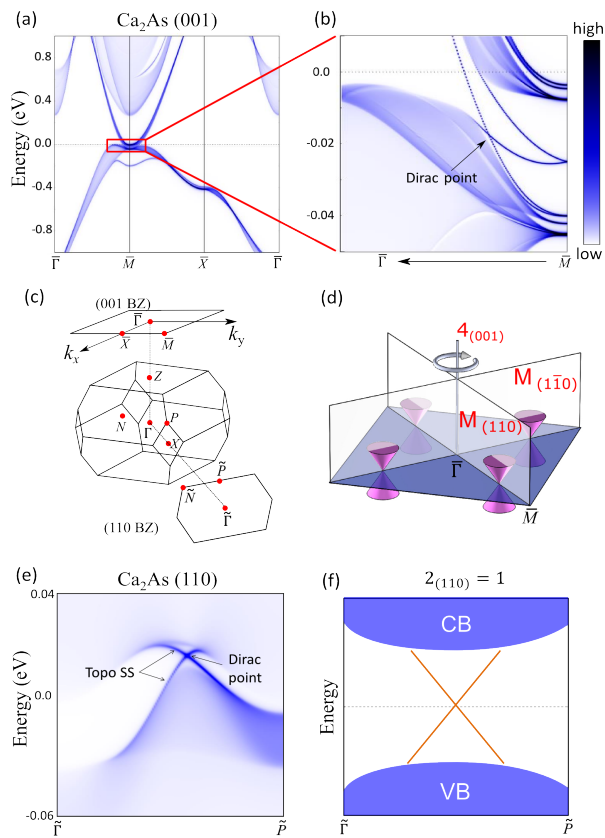 (a) Ca₂As (001)
Energy (eV)
0.8
0.4
0.0
-0.4
-0.8
Γ̅ M̅ X̅ Γ̅
(b)
0.0
-0.02
-0.04
Dirac point
Γ̅ M̅
high
low
(c)
(001 BZ)
Γ̅
k_y
X̅ M̅
k_x
Z
N Γ P
X
P̃
Ñ
Γ̃
(110 BZ)
(d)
4(001)
M(11̅0)
M(110)
Γ̅
M̅
(e) Ca₂As (110)
Energy (eV)
0.04
0.0
-0.06
Topo SS
Dirac
point
Γ̃ P̃
(f) 2(110) = 1
Energy
CB
VB
Γ̃ P̃